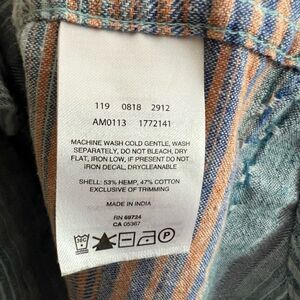 119 0818 2912
AM0113 1772141
MACHINE WASH COLD GENTLE, WASH
SEPARATELY, DO NOT BLEACH, DRY
FLAT, IRON LOW, IF PRESENT DO NOT
IRON DECAL, DRYCLEANABLE
SHELL: 53% HEMP, 47% COTTON
EXCLUSIVE OF TRIMMING
MADE IN INDIA
RN 69724
CA 05367